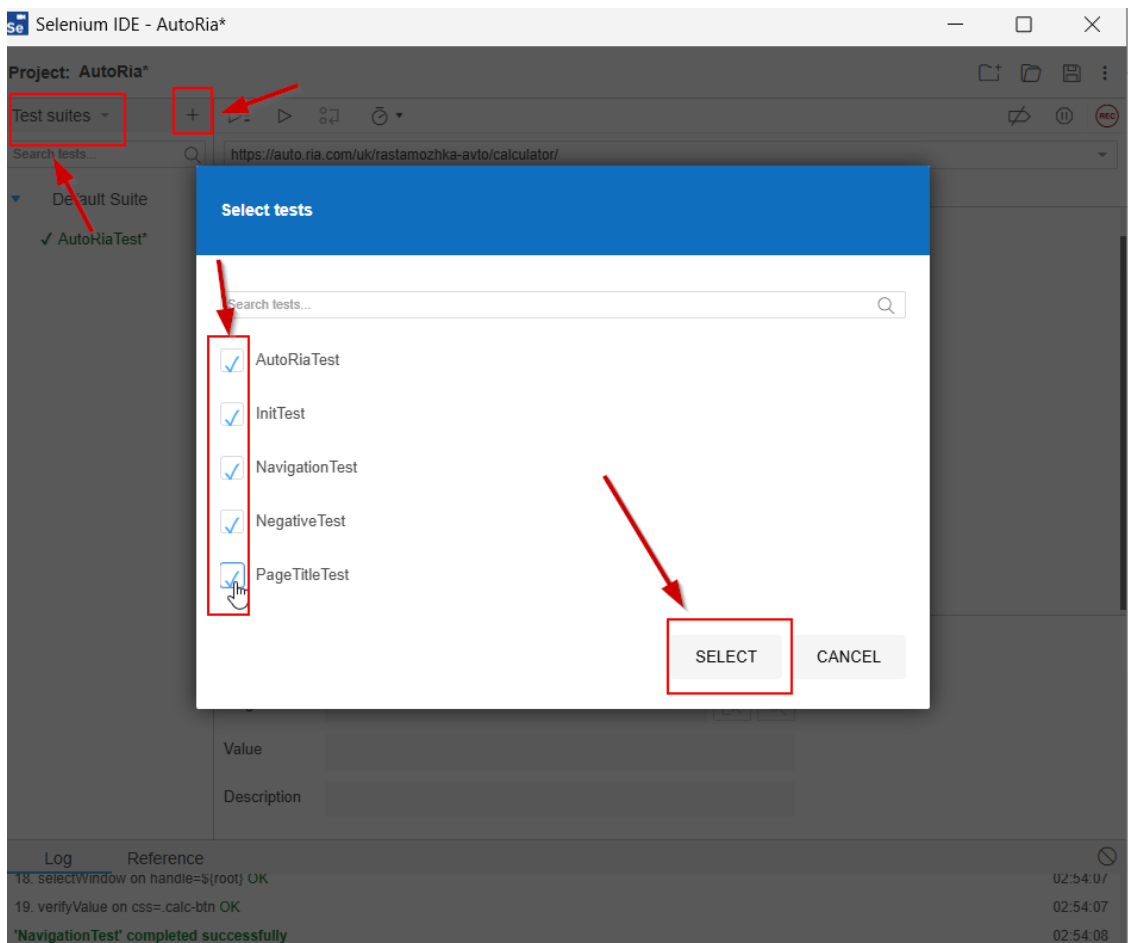 Se Selenium IDE - AutoRia*
Project: AutoRia*
Test suites
REC
Search tests...
https://auto.ria.com/uk/rastamozhka-avto/calculator/
Default Suite
Select tests
✓ AutoRiaTest*
Search tests...
AutoRiaTest
InitTest
NavigationTest
NegativeTest
PageTitleTest
SELECT CANCEL
Value
Description
Log Reference
18. selectWindow on handle=${root} OK 02:54:07
19. verifyValue on css=.calc-btn OK 02:54:07
'NavigationTest' completed successfully 02:54:08